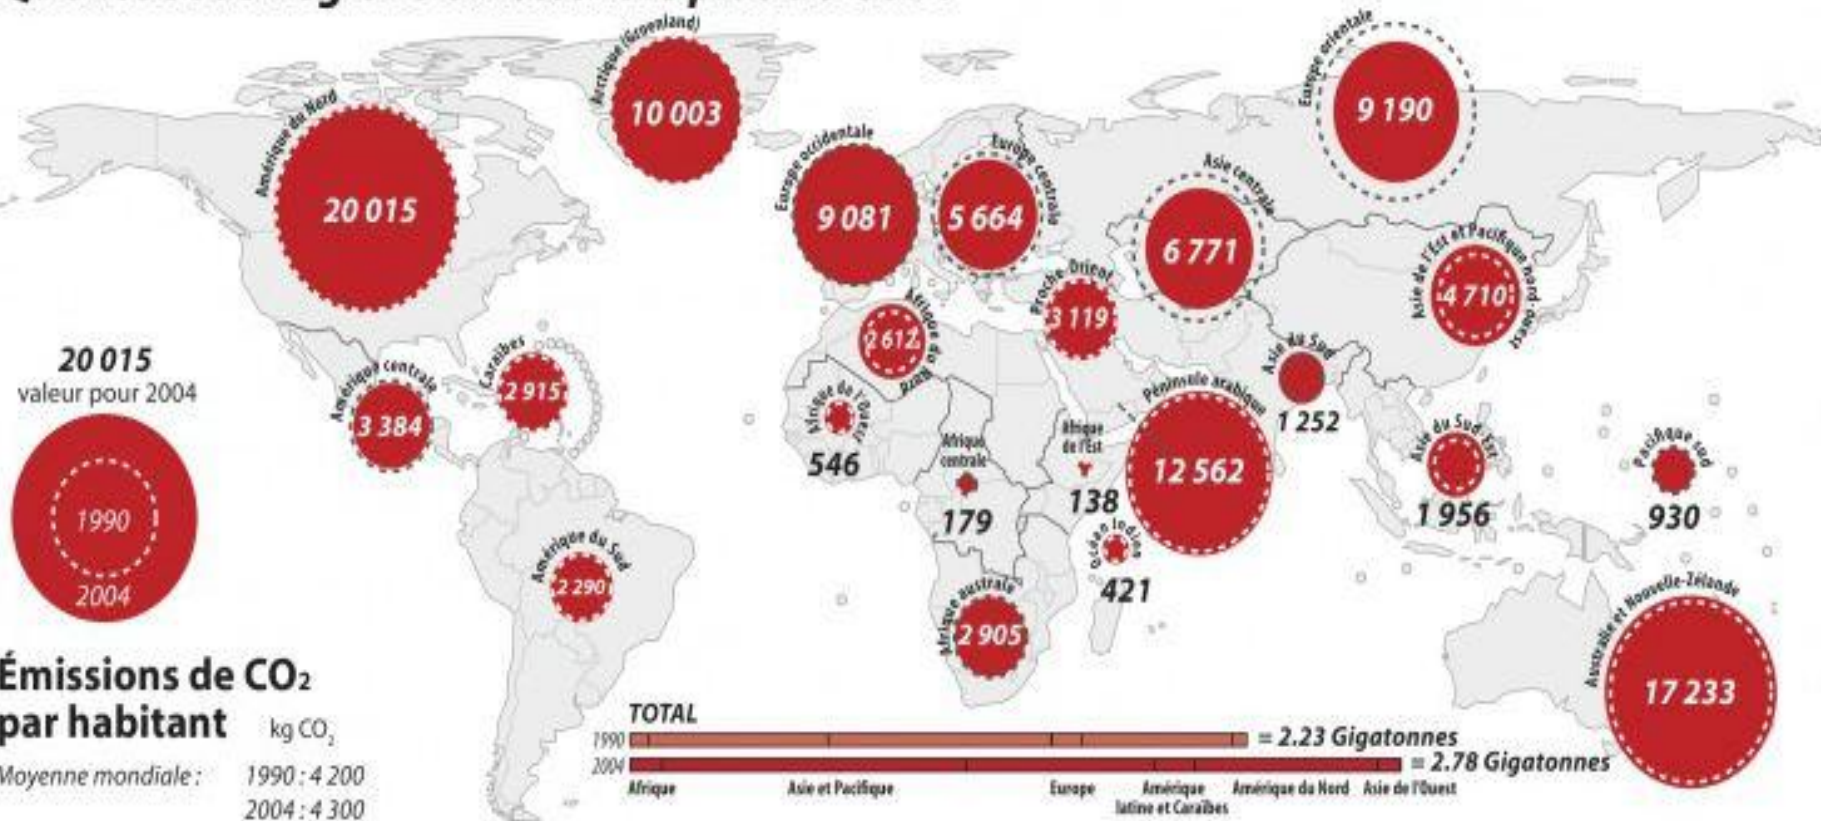 Arctique (Groenland)
10 003
Europe orientale
9 190
Amérique du Nord
20 015
Europe occidentale
9 081
Europe centrale
5 664
Asie centrale
6 771
Asie de l'Est et Pacifique nord ouest
4 710
Proche-Orient
3 119
Afrique du Nord
2 612
Asie du Sud
1 252
Caraïbes
2 915
Amérique centrale
3 384
Afrique de l'Ouest
546
Afrique
centrale
179
Afrique
de l'Est
138
Péninsule arabique
12 562
Asie du Sud-Est
1 956
Pacifique sud
930
Océan Indien
421
Amérique du Sud
2 290
Afrique australe
2 905
Australie et Nouvelle-Zélande
17 233
20 015
valeur pour 2004
1990
2004
Émissions de CO2
par habitant kg CO2
Moyenne mondiale : 1990 : 4 200
2004 : 4 300
TOTAL
1990 = 2.23 Gigatonnes
2004 = 2.78 Gigatonnes
Afrique Asie et Pacifique Europe Amérique Amérique du Nord Asie de l'Ouest
latine et Caraïbes